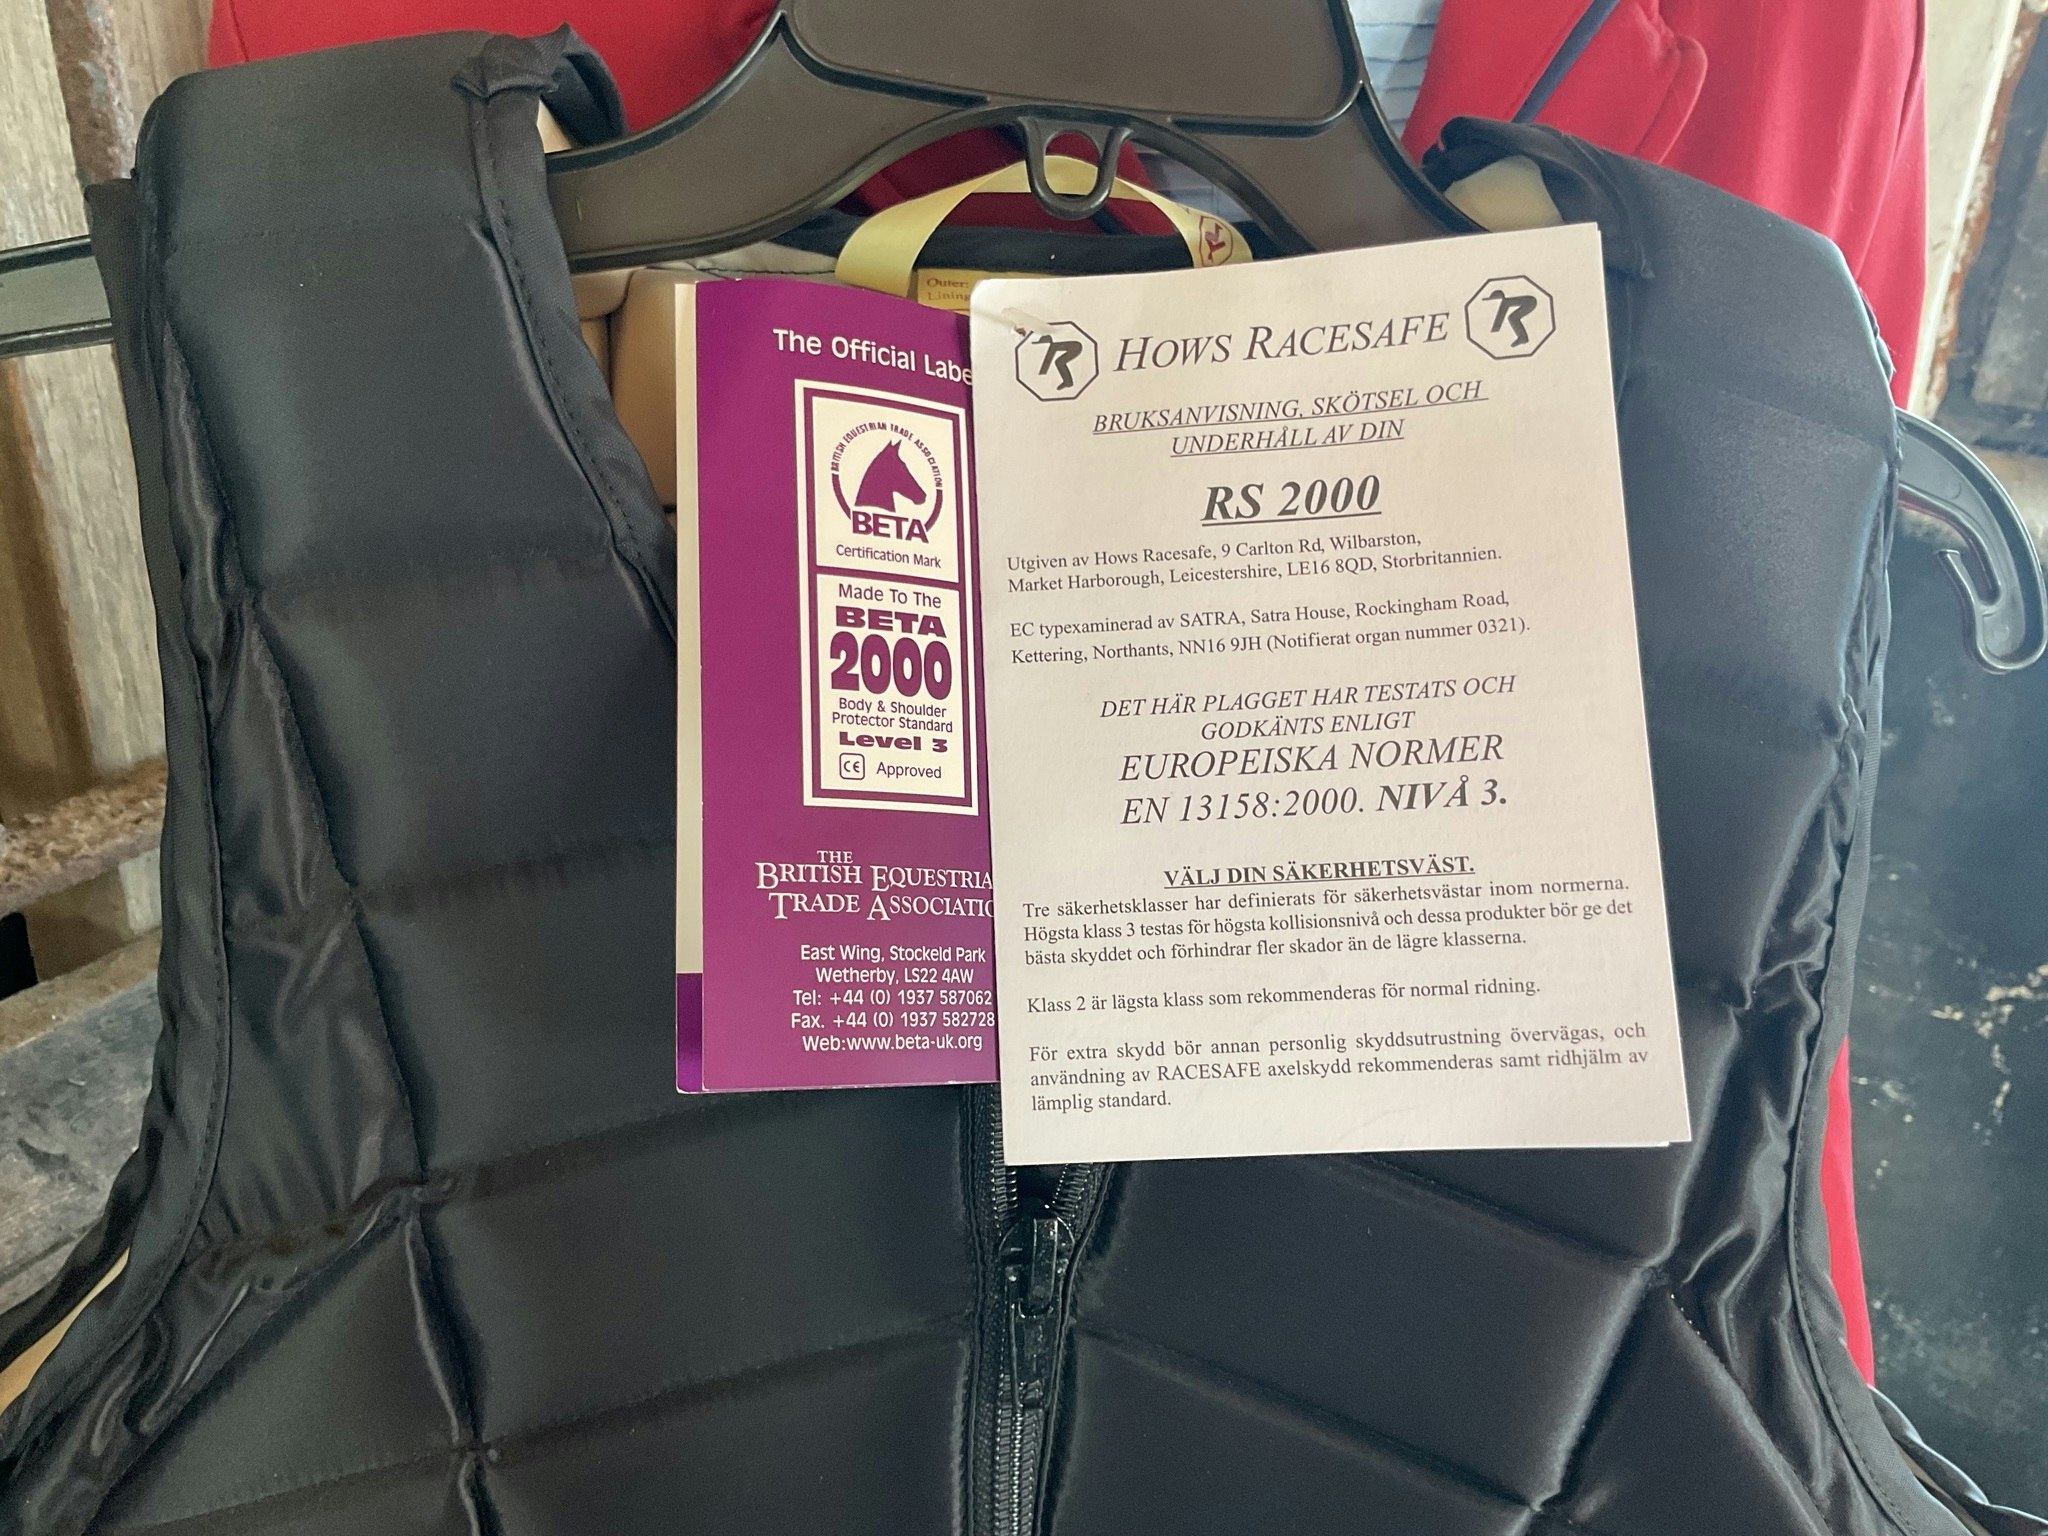 Outer:
Lining
The Official Labe
BRITISH EQUESTRIAN TRADE ASSOCIATION
BETA
Certification Mark
Made To The
BETA
2000
Body & Shoulder
Protector Standard
Level 3
CE Approved
THE
BRITISH EQUESTRIA
TRADE ASSOCIATIO
East Wing, Stockeld Park
Wetherby, LS22 4AW
Tel: +44 (0) 1937 587062
Fax. +44 (0) 1937 582728
Web:www.beta-uk.org
HOWS RACESAFE
BRUKSANVISNING, SKÖTSEL OCH
UNDERHÅLL AV DIN
RS 2000
Utgiven av Hows Racesafe, 9 Carlton Rd, Wilbarston,
Market Harborough, Leicestershire, LE16 8QD, Storbritannien.
EC typexaminerad av SATRA, Satra House, Rockingham Road,
Kettering, Northants, NN16 9JH (Notifierat organ nummer 0321).
DET HÄR PLAGGET HAR TESTATS OCH
GODKÄNTS ENLIGT
EUROPEISKA NORMER
EN 13158:2000. NIVÅ 3.
VÄLJ DIN SÄKERHETSVÄST.
Tre säkerhetsklasser har definierats för säkerhetsvästar inom normerna.
Högsta klass 3 testas för högsta kollisionsnivå och dessa produkter bör ge det
bästa skyddet och förhindrar fler skador än de lägre klasserna.
Klass 2 är lägsta klass som rekommenderas för normal ridning.
För extra skydd bör annan personlig skyddsutrustning övervägas, och
användning av RACESAFE axelskydd rekommenderas samt ridhjälm av
lämplig standard.